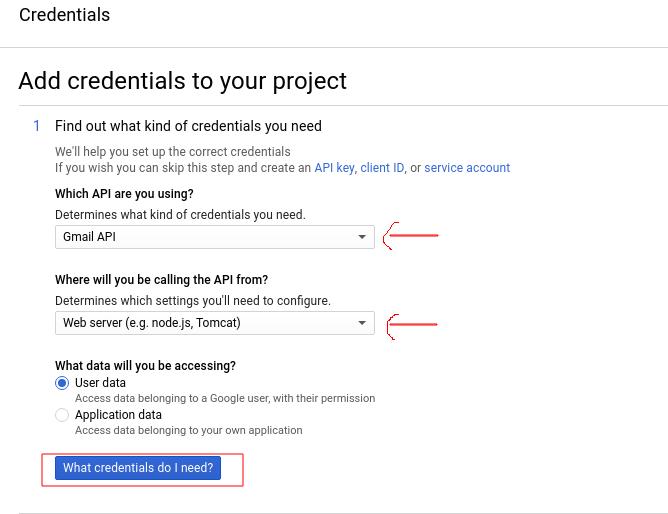 Credentials
Add credentials to your project
1 Find out what kind of credentials you need
We'll help you set up the correct credentials
If you wish you can skip this step and create an API key, client ID, or service account
Which API are you using?
Determines what kind of credentials you need.
Gmail API
Where will you be calling the API from?
Determines which settings you'll need to configure.
Web server (e.g. node.js, Tomcat)
What data will you be accessing?
User data
Access data belonging to a Google user, with their permission
Application data
Access data belonging to your own application
What credentials do I need?